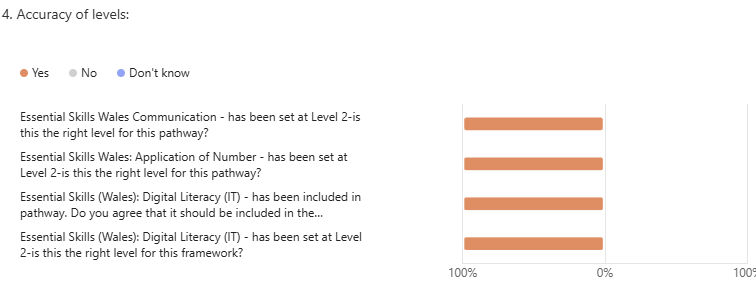 4. Accuracy of levels:
Yes No Don't know
Essential Skills Wales Communication - has been set at Level 2-is
this the right level for this pathway?
Essential Skills Wales: Application of Number - has been set at
Level 2-is this the right level for this pathway?
Essential Skills (Wales): Digital Literacy (IT) - has been included in
pathway. Do you agree that it should be included in the...
Essential Skills (Wales): Digital Literacy (IT) - has been set at Level
2-is this the right level for this framework?
100% 0% 100%